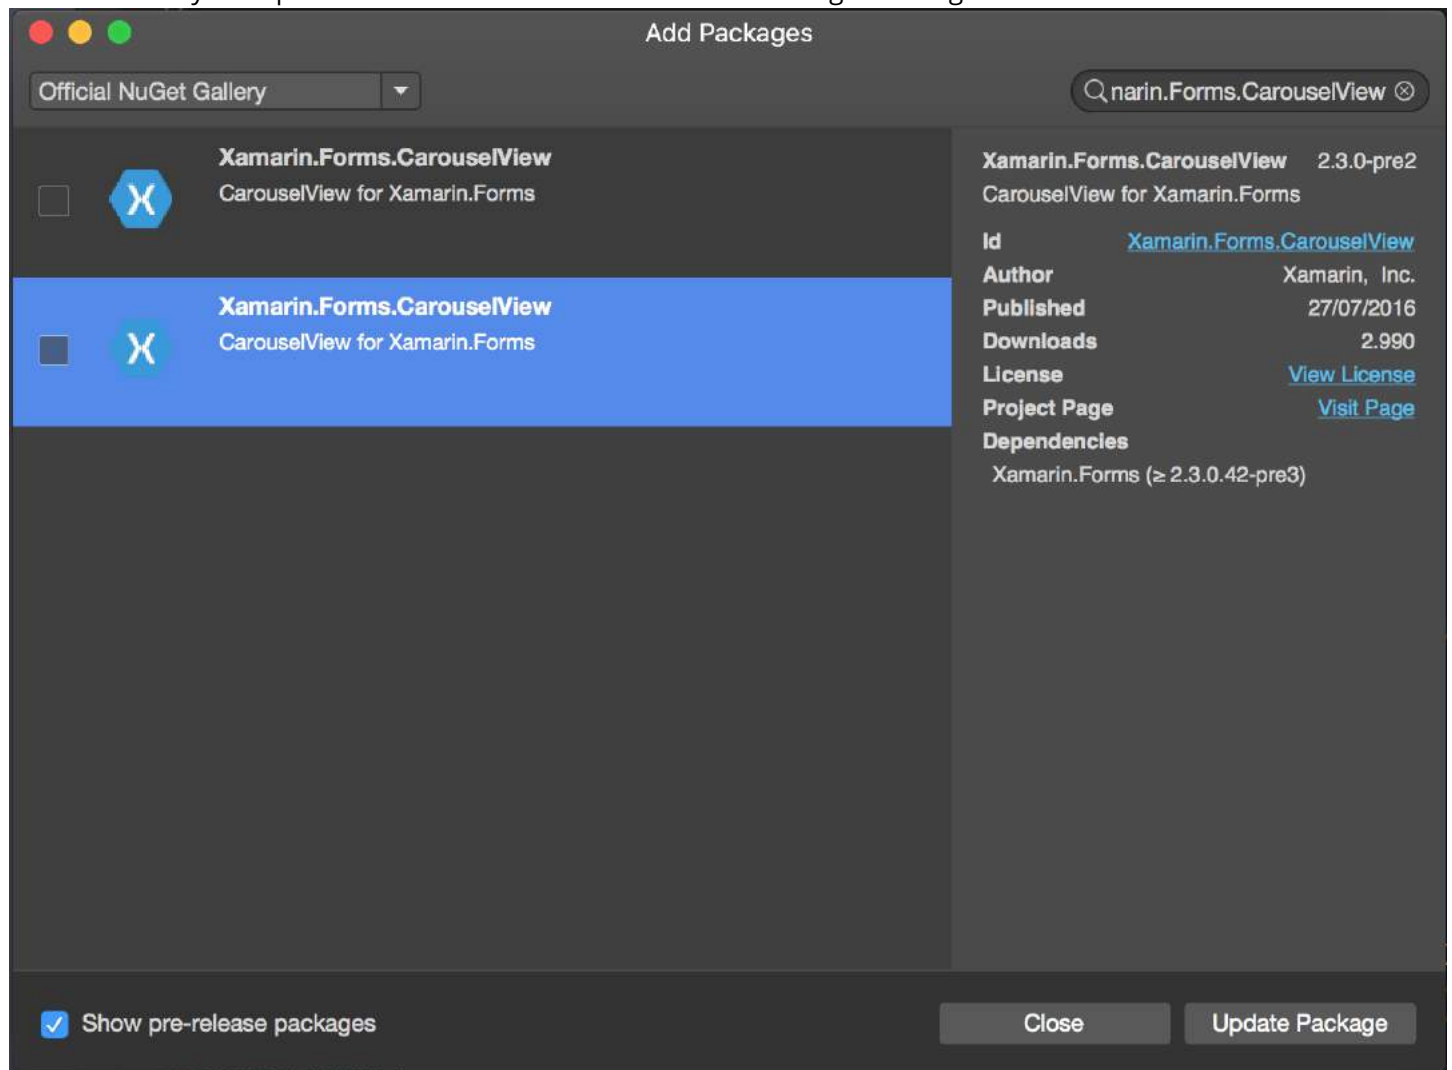 Add Packages
Official NuGet Gallery
narin.Forms.CarouselView
Xamarin.Forms.CarouselView
CarouselView for Xamarin.Forms
Xamarin.Forms.CarouselView
CarouselView for Xamarin.Forms
Xamarin.Forms.CarouselView 2.3.0-pre2
CarouselView for Xamarin.Forms
Id Xamarin.Forms.CarouselView
Author Xamarin, Inc.
Published 27/07/2016
Downloads 2.990
License View License
Project Page Visit Page
Dependencies
Xamarin.Forms (≥ 2.3.0.42-pre3)
Show pre-release packages
Close Update Package